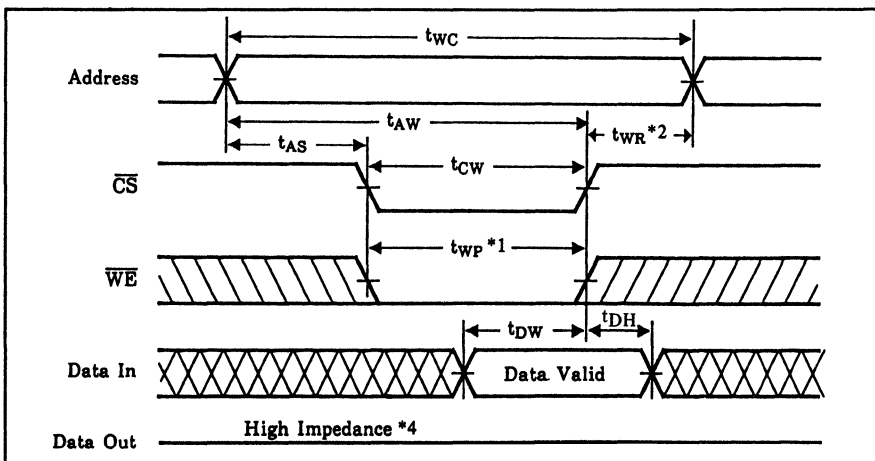 tWC
Address
tAW
tAS
tWR *2
tCW
CS
tWP *1
WE
tDW
tDH
Data In
Data Valid
High Impedance *4
Data Out